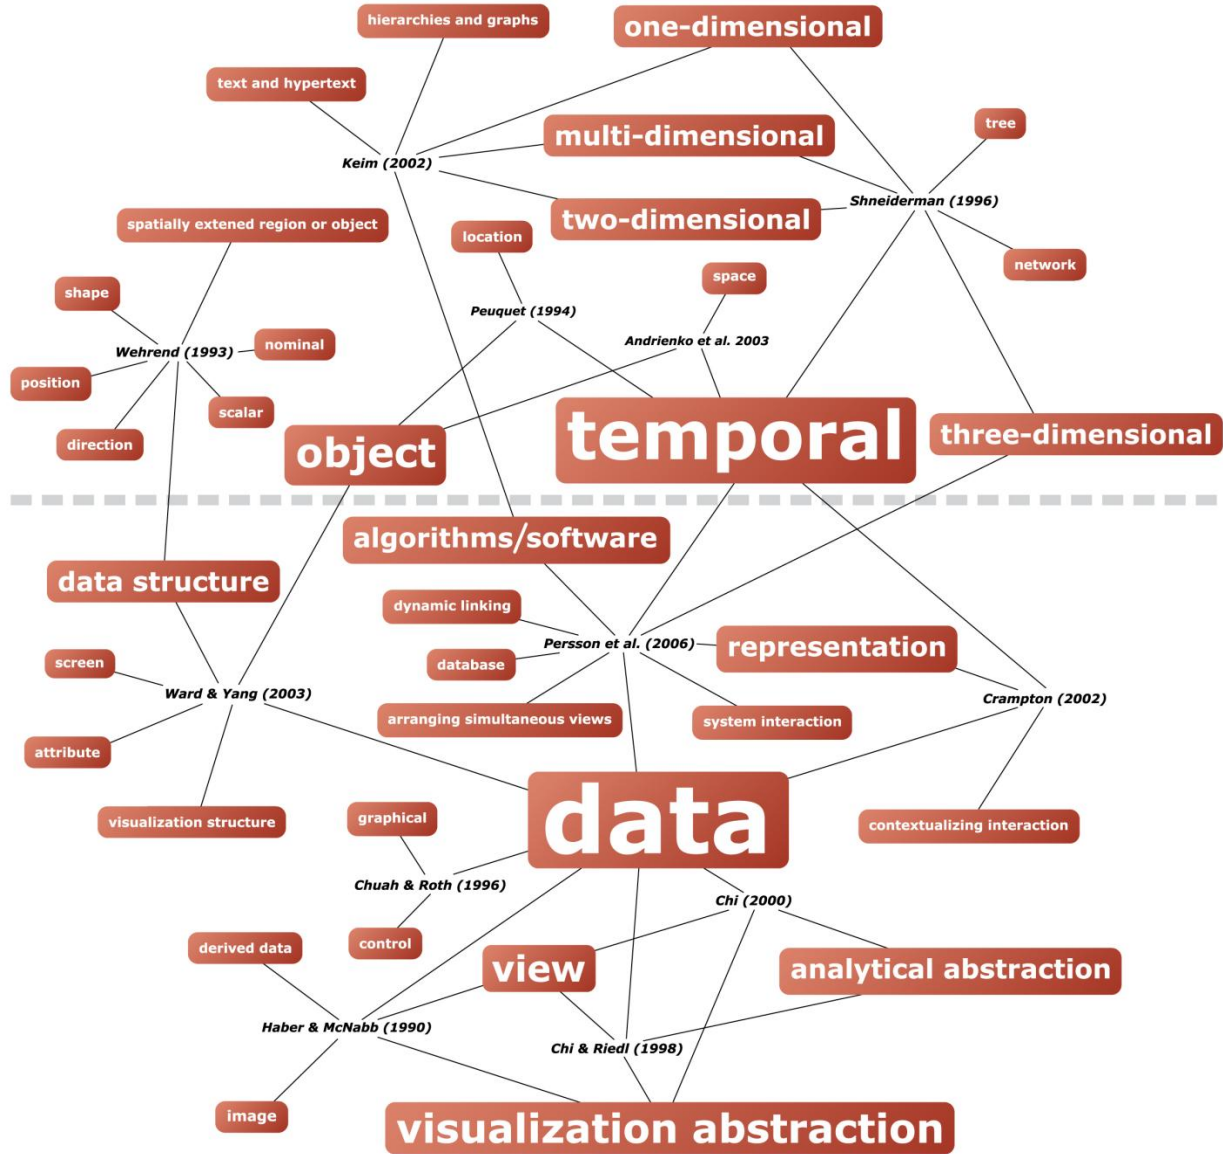 hierarchies and graphs
one-dimensional
text and hypertext
tree
multi-dimensional
Keim (2002)
Shneiderman (1996)
two-dimensional
spatially extened region or object
location
network
space
shape
Peuquet (1994)
Andrienko et al. 2003
nominal
Wehrend (1993)
position
scalar
direction
object
temporal
three-dimensional
algorithms/software
data structure
dynamic linking
Persson et al. (2006)
representation
screen
database
Ward & Yang (2003)
Crampton (2002)
arranging simultaneous views
system interaction
attribute
visualization structure
graphical
data
contextualizing interaction
Chuah & Roth (1996)
Chi (2000)
control
derived data
view
analytical abstraction
Haber & McNabb (1990)
Chi & Riedl (1998)
image
visualization abstraction